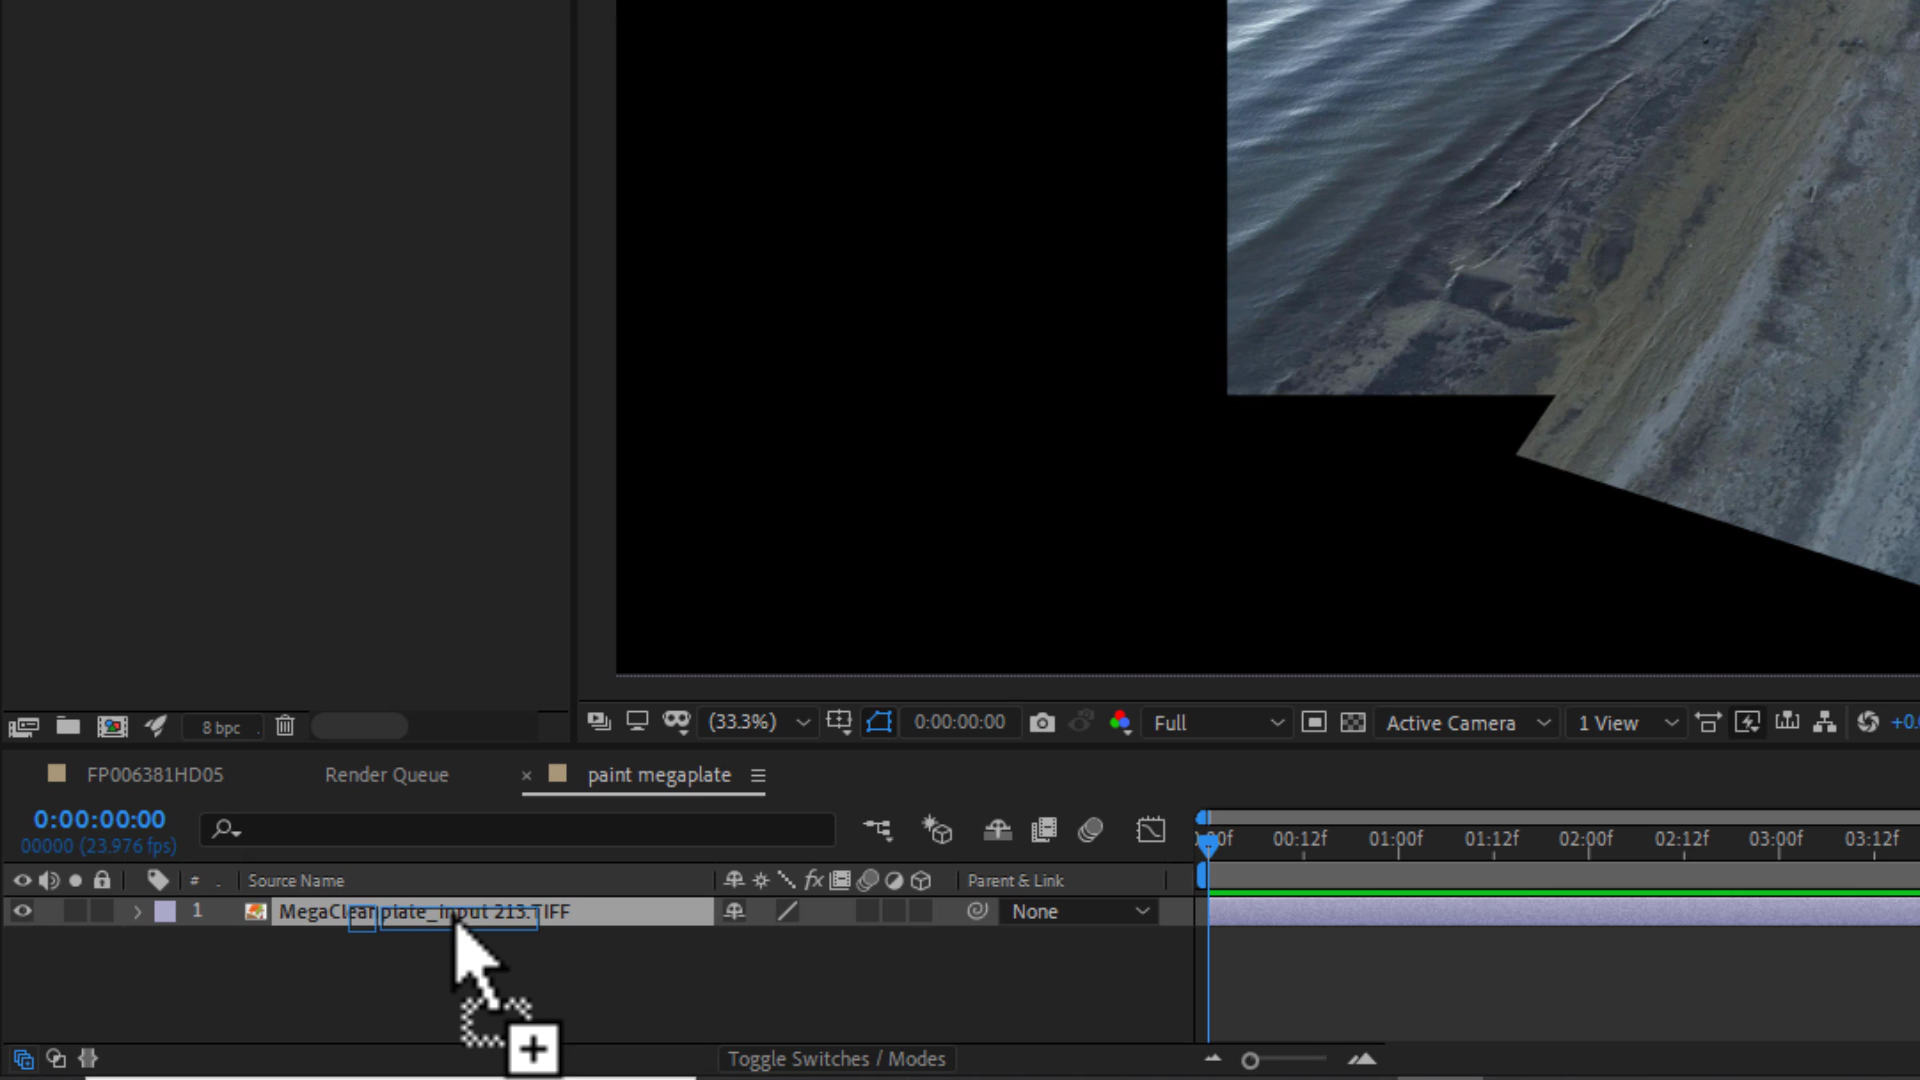 8 bpc
(33.3%)
0:00:00:00
Full
Active Camera
1 View
FP006381HD05
Render Queue
× paint megaplate
0:00:00:00
00000 (23.976 fps)
00:12f 01:00f 01:12f 02:00f 02:12f 03:00f 03:12f
# .
Source Name
fx
Parent & Link
1
MegaCleanplate_input 213.TIFF
None
Toggle Switches / Modes